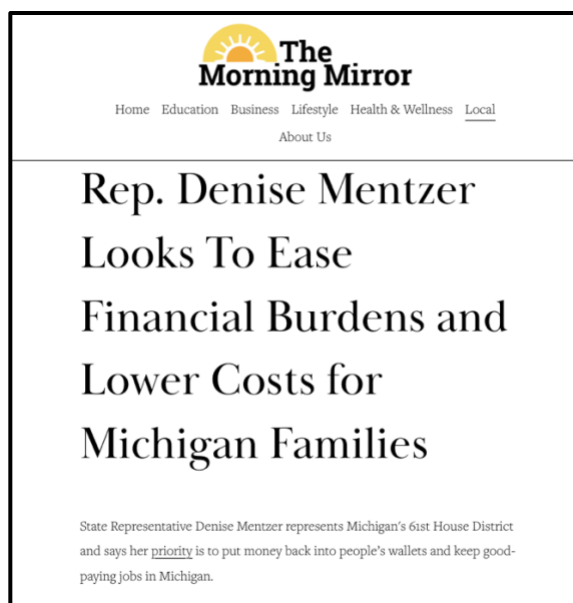 The
Morning Mirror
Home Education Business Lifestyle Health & Wellness Local
About Us
Rep. Denise Mentzer
Looks To Ease
Financial Burdens and
Lower Costs for
Michigan Families
State Representative Denise Mentzer represents Michigan's 61st House District
and says her priority is to put money back into people's wallets and keep good-
paying jobs in Michigan.